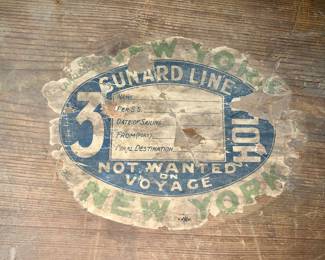 NEW YORK
CUNARD LINE
3
NAME
PER S.S.
DATE OF SAILING
FROM (PORT)
FINAL DESTINATION
NOT WANTED
ON
VOYAGE
NEW YORK